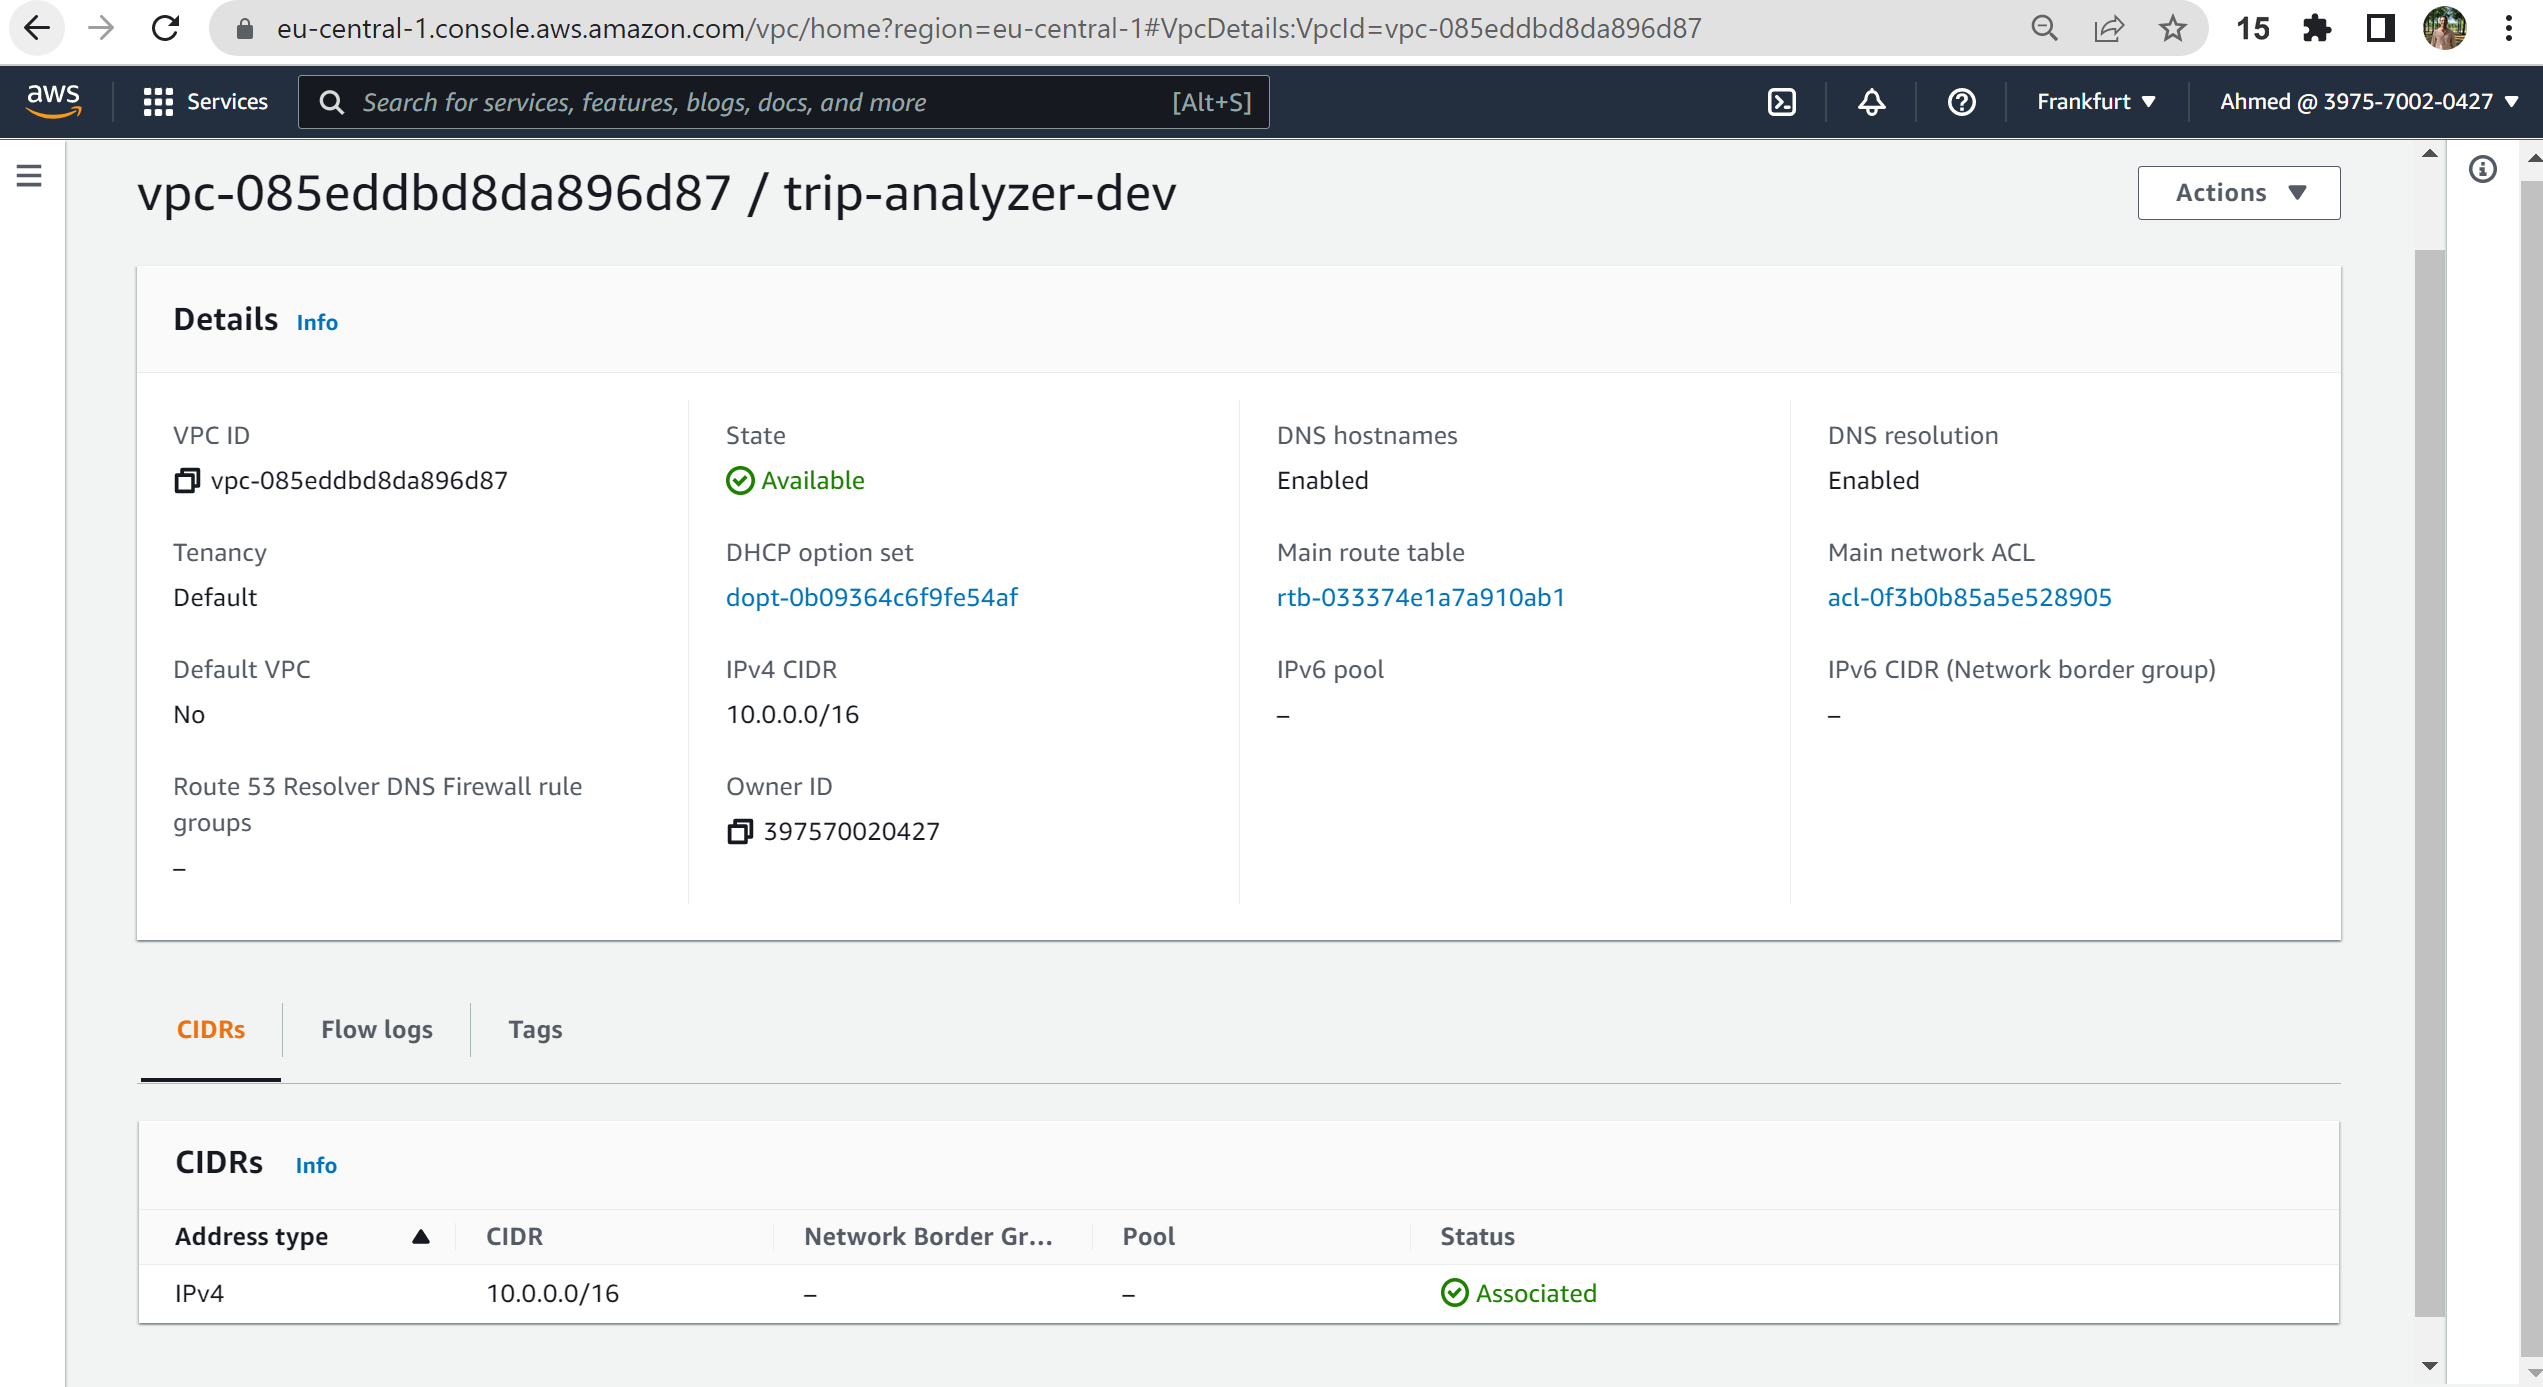 eu-central-1.console.aws.amazon.com/vpc/home?region=eu-central-1#VpcDetails:VpcId=vpc-085eddbd8da896d87
15
aws
Services
Search for services, features, blogs, docs, and more
[Alt+S]
Frankfurt
Ahmed @ 3975-7002-0427
vpc-085eddbd8da896d87 / trip-analyzer-dev
Actions
Details Info
VPC ID
vpc-085eddbd8da896d87
State
Available
DNS hostnames
Enabled
DNS resolution
Enabled
Tenancy
Default
DHCP option set
dopt-0b09364c6f9fe54af
Main route table
rtb-033374e1a7a910ab1
Main network ACL
acl-0f3b0b85a5e528905
Default VPC
No
IPv4 CIDR
10.0.0.0/16
IPv6 pool
–
IPv6 CIDR (Network border group)
–
Route 53 Resolver DNS Firewall rule
groups
–
Owner ID
397570020427
CIDRs
Flow logs
Tags
CIDRs Info
Address type CIDR Network Border Gr... Pool Status
IPv4 10.0.0.0/16 – – Associated